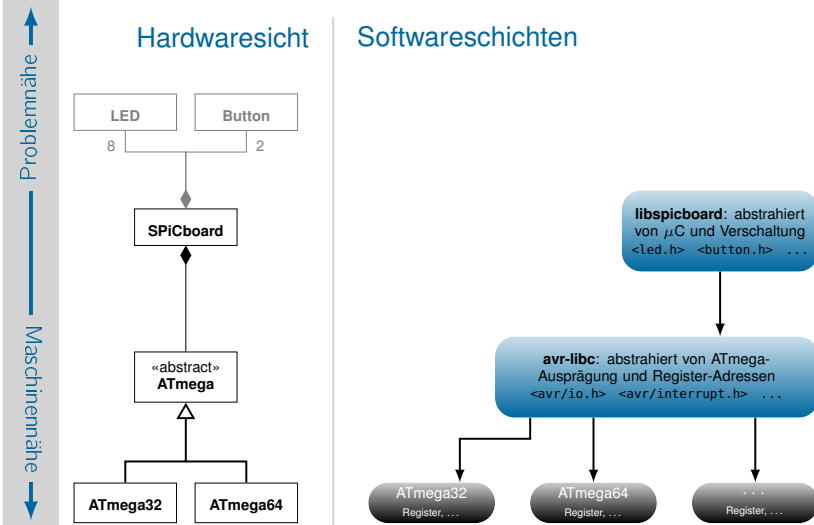 Problemnähe
Maschinennähe
Hardwaresicht
LED
Button
8
2
SPiCboard
«abstract»
ATmega
ATmega32
ATmega64
Softwareschichten
libspicboard: abstrahiert
von μC und Verschaltung
<led.h> <button.h> ...
avr-libc: abstrahiert von ATmega-
Ausprägung und Register-Adressen
<avr/io.h> <avr/interrupt.h> ...
ATmega32
Register, ...
ATmega64
Register, ...
...
Register, ...